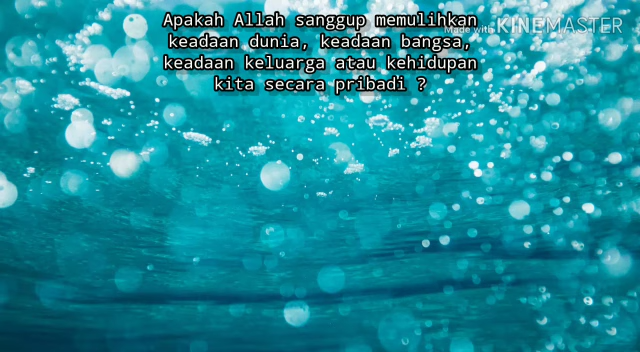 Apakah Allah sanggup memulihkan
Made with KINEMASTER
keadaan dunia, keadaan bangsa,
keadaan keluarga atau kehidupan
kita secara pribadi ?